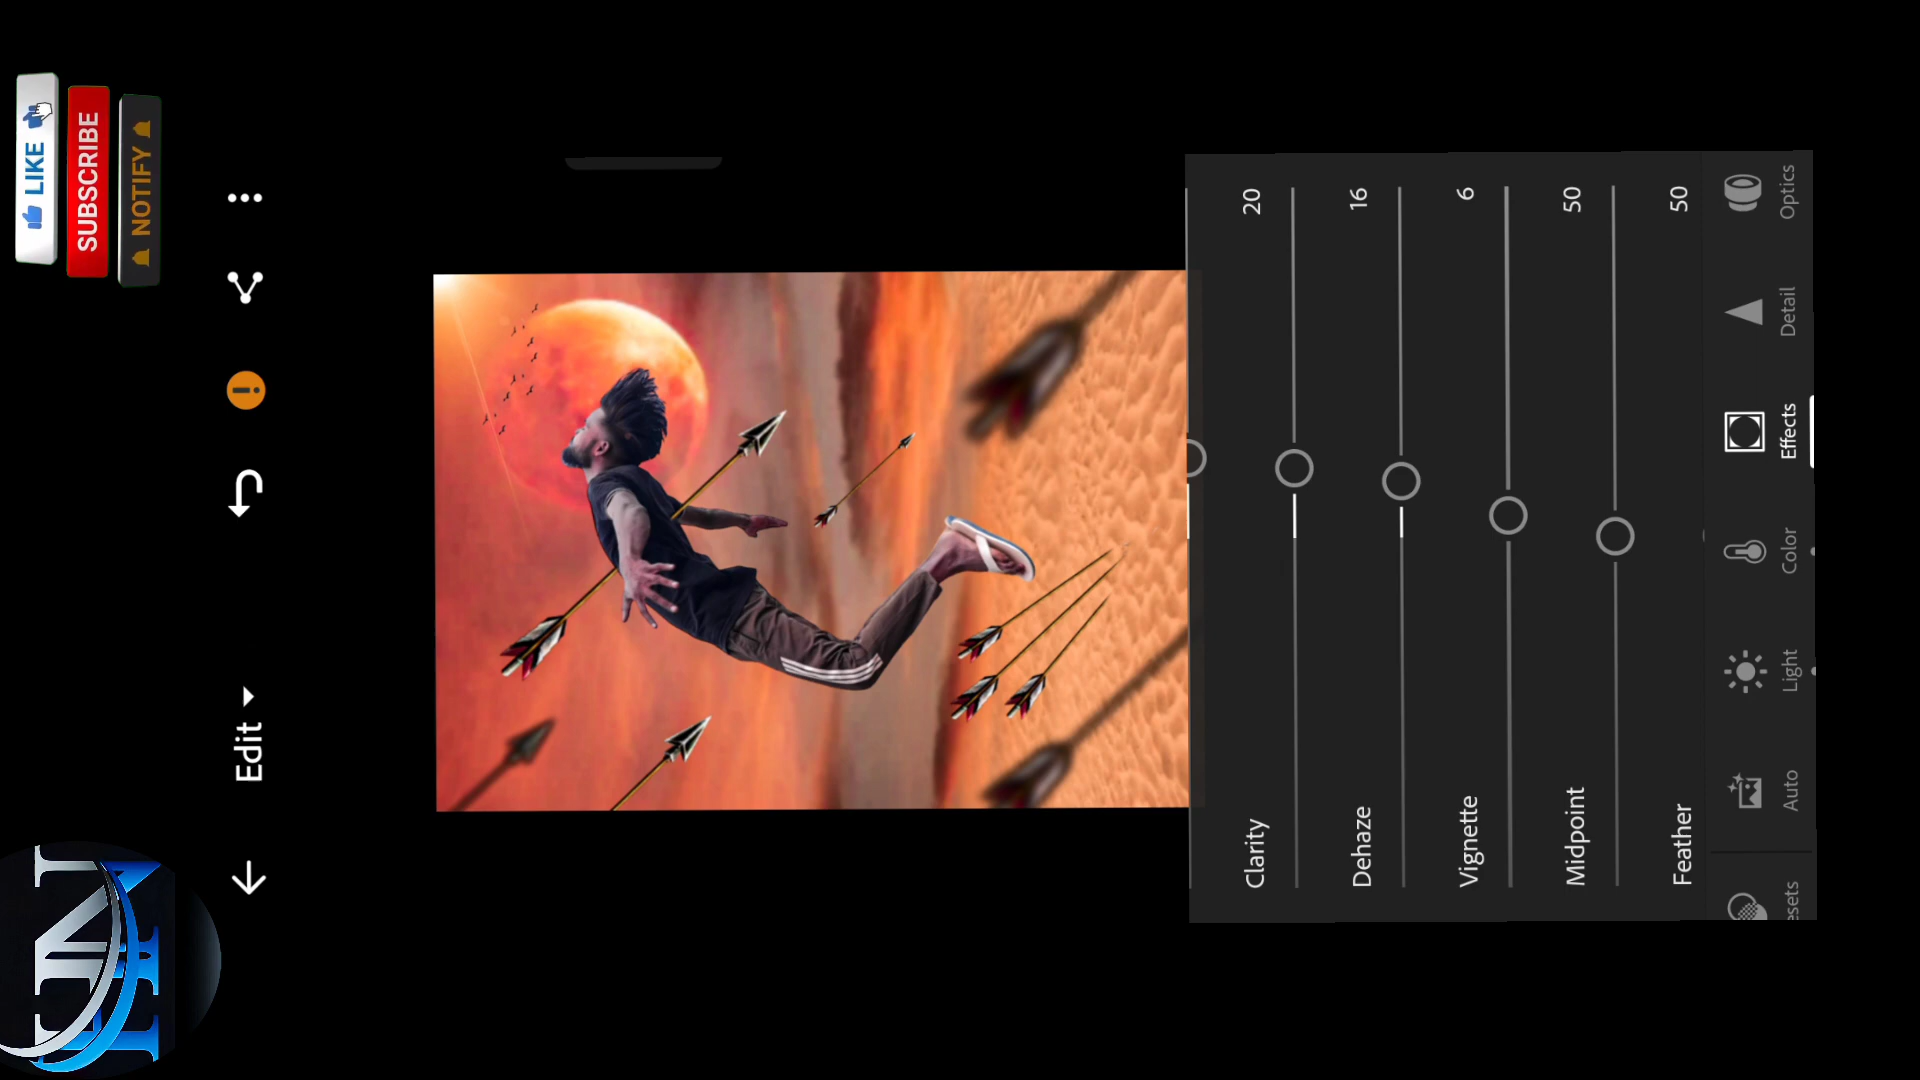 LIKE
SUBSCRIBE
NOTIFY
Edit
Clarity 20
Dehaze 16
Vignette 6
Midpoint 50
Feather 50
esets
Auto
Light
Color
Effects
Detail
Optics